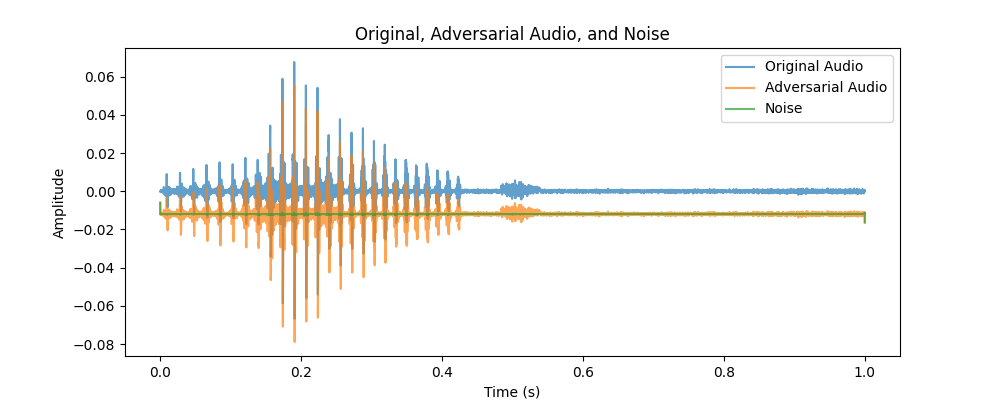 Original, Adversarial Audio, and Noise
Original Audio
Adversarial Audio
Noise
Amplitude
0.06
0.04
0.02
0.00
−0.02
−0.04
−0.06
−0.08
0.0 0.2 0.4 0.6 0.8 1.0
Time (s)